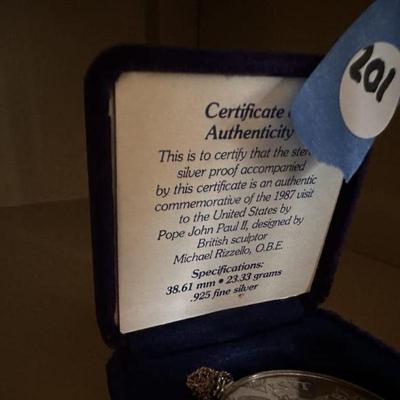 201
Certificate
Authenticity
This is to certify that the
silver proof accompanied
by this certificate is an authentic
commemorative of the 1987 visit
to the United States by
Pope John Paul II, designed by
British sculptor
Michael Rizzello, O.B.E.
Specifications:
38.61 mm • 23.33 grams
.925 fine silver